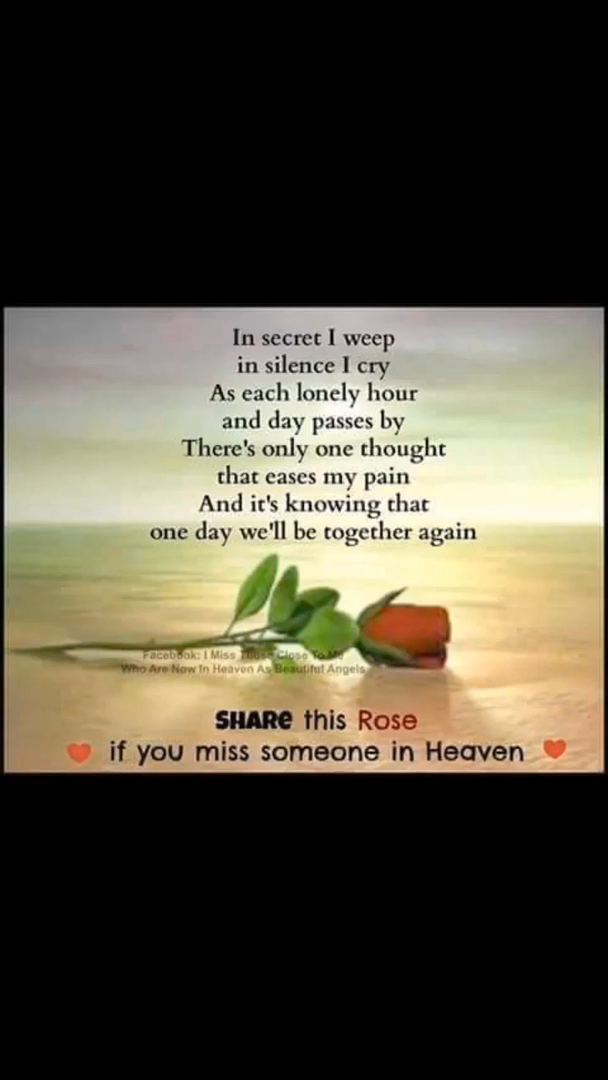 In secret I weep
in silence I cry
As each lonely hour
and day passes by
There's only one thought
that eases my pain
And it's knowing that
one day we'll be together again
Facebook: I Miss Those Close To Me
Who Are Now In Heaven As Beautiful Angels
SHARe this Rose
if you miss someone in Heaven